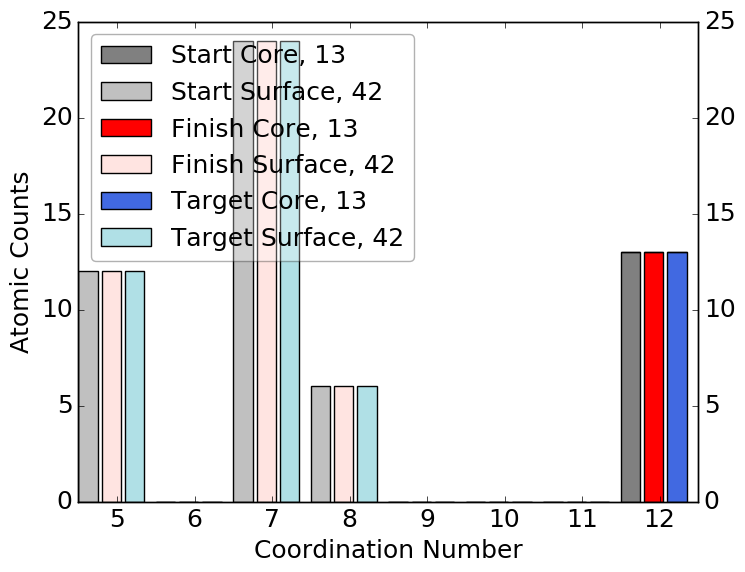 25
20
15
10
5
0
Atomic Counts
Start Core, 13
Start Surface, 42
Finish Core, 13
Finish Surface, 42
Target Core, 13
Target Surface, 42
25
20
15
10
5
0
5 6 7 8 9 10 11 12
Coordination Number